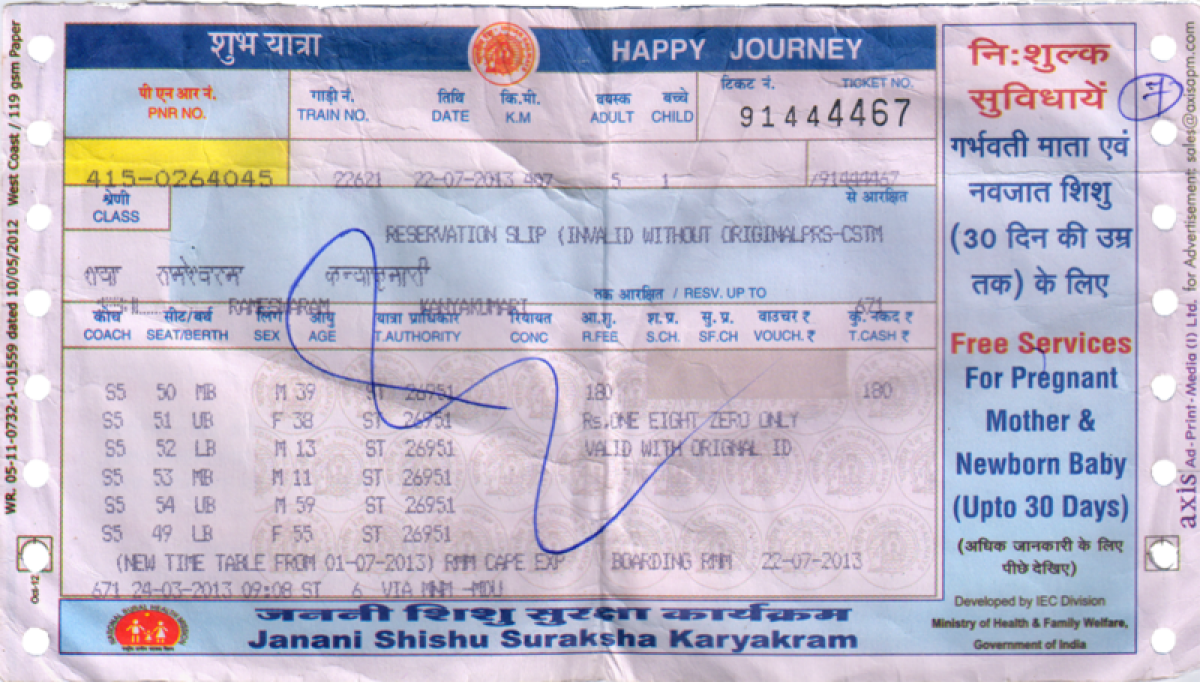 शुभ यात्रा HAPPY JOURNEY
पी एन आर नं. गाड़ी नं. तिथि कि.मी. वयस्क बच्चे टिकट नं. TICKET NO.
PNR NO. TRAIN NO. DATE K.M ADULT CHILD 91444467
415-0264045 22621 22-07-2013 407 5 1 /91444467
श्रेणी से आरक्षित
CLASS
RESERVATION SLIP (INVALID WITHOUT ORIGINALPRS-CSTM
रामेश्वरम कन्याकुमारी
तक आरक्षित / RESV. UP TO
RAMESWARAM KANYAKUMARI 671
कोच सीट/बर्थ लिंग आयु यात्रा प्राधिकार रियायत आ.शु. श.प्र. सु.प्र. वाउचर ₹ कु. नकद ₹
COACH SEAT/BERTH SEX AGE T.AUTHORITY CONC R.FEE S.CH. SF.CH VOUCH. ₹ T.CASH ₹
S5 50 MB M 39 ST 26951 180 180
S5 51 UB F 38 ST 26951 Rs.ONE EIGHT ZERO ONLY
S5 52 LB M 13 ST 26951 VALID WITH ORIGNAL ID
S5 53 MB M 11 ST 26951
S5 54 UB M 59 ST 26951
S5 49 LB F 55 ST 26951
(NEW TIME TABLE FROM 01-07-2013) RMM CAPE EXP BOARDING RMM 22-07-2013
671 24-03-2013 09:08 ST 6 VIA MNM -MDU
जननी शिशु सुरक्षा कार्यक्रम
Janani Shishu Suraksha Karyakram
नि:शुल्क
सुविधायें
गर्भवती माता एवं
नवजात शिशु
(30 दिन की उम्र
तक) के लिए
Free Services
For Pregnant
Mother &
Newborn Baby
(Upto 30 Days)
(अधिक जानकारी के लिए
पीछे देखिए)
Developed by IEC Division
Ministry of Health & Family Welfare,
Government of India
WR. 05-11-0732-1-01559 dated 10/05/2012 West Coast / 119 gsm Paper
Oct-12
axis Ad-Print-Media (I) Ltd. for Advertisement sales@axisappm.com